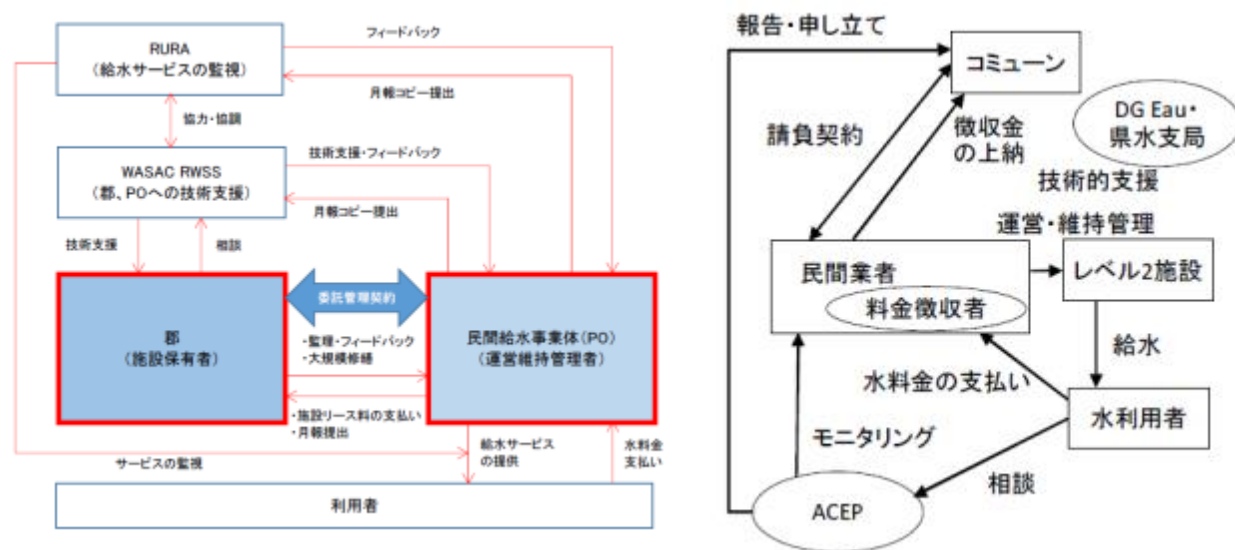 RURA
（給水サービスの監視）
フィードバック
月報コピー提出
協力・協調
WASAC RWSS
（郡、POへの技術支援）
技術支援・フィードバック
月報コピー提出
技術支援
相談
郡
（施設保有者）
委託管理契約
・監理・フィードバック
・大規模修繕
民間給水事業体（PO）
（運営維持管理者）
・施設リース料の支払い
・月報提出
サービスの監視
給水サービス
の提供
水料金
支払い
利用者
報告・申し立て
コミューン
DG Eau・
県水支局
請負契約
徴収金
の上納
技術的支援
運営・維持管理
民間業者
料金徴収者
レベル2施設
給水
水料金の支払い
水利用者
モニタリング
相談
ACEP